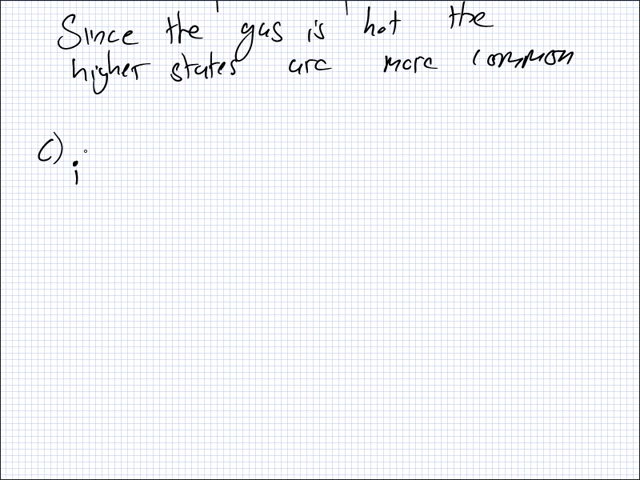 Since the gas is hot the
higher states are more common
c) i